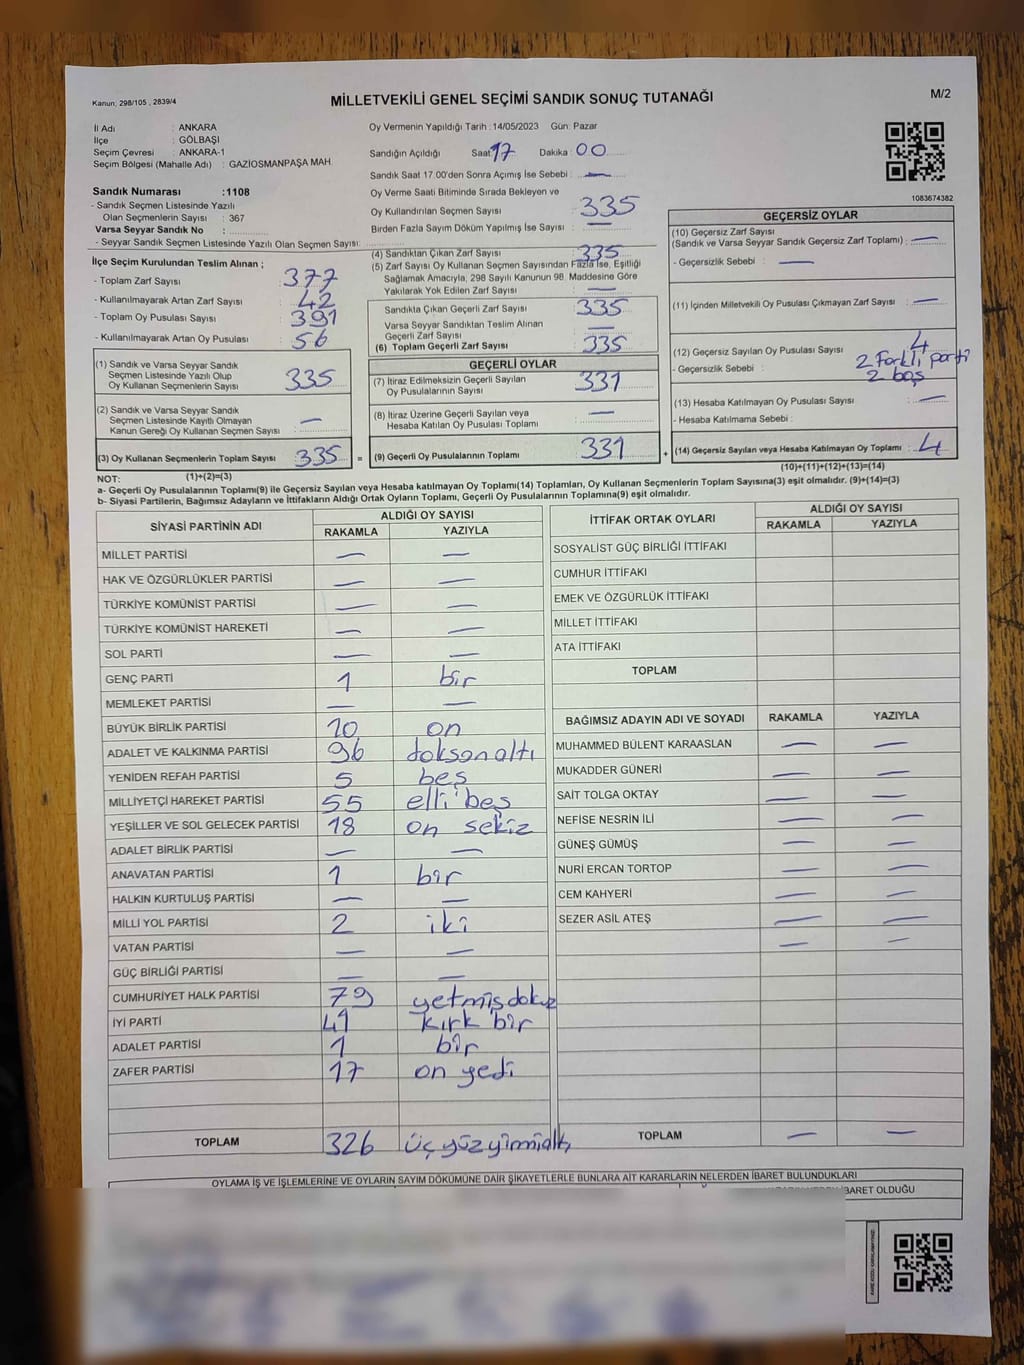 Kanun; 298/105 , 2839/4
MİLLETVEKİLİ GENEL SEÇİMİ SANDIK SONUÇ TUTANAĞI
M/2
İl Adı : ANKARA
İlçe : GÖLBAŞI
Seçim Çevresi : ANKARA-1
Seçim Bölgesi (Mahalle Adı) : GAZİOSMANPAŞA MAH.
Sandık Numarası :1108
- Sandık Seçmen Listesinde Yazılı
Olan Seçmenlerin Sayısı : 367
Varsa Seyyar Sandık No :
- Seyyar Sandık Seçmen Listesinde Yazılı Olan Seçmen Sayısı:
İlçe Seçim Kurulundan Teslim Alınan ;
- Toplam Zarf Sayısı : 377
- Kullanılmayarak Artan Zarf Sayısı : 42
- Toplam Oy Pusulası Sayısı : 391
- Kullanılmayarak Artan Oy Pusulası : 56
(1) Sandık ve Varsa Seyyar Sandık
Seçmen Listesinde Yazılı Olup
Oy Kullanan Seçmenlerin Sayısı : 335
(2) Sandık ve Varsa Seyyar Sandık
Seçmen Listesinde Kayıtlı Olmayan
Kanun Gereği Oy Kullanan Seçmen Sayısı : —
(3) Oy Kullanan Seçmenlerin Toplam Sayısı : 335 =
Oy Vermenin Yapıldığı Tarih : 14/05/2023 Gün: Pazar
Sandığın Açıldığı Saat: 17 Dakika : 00
Sandık Saat 17.00'den Sonra Açımış İse Sebebi : —
Oy Verme Saati Bitiminde Sırada Bekleyen ve
Oy Kullandırılan Seçmen Sayısı : 335
Birden Fazla Sayım Döküm Yapılmış İse Sayısı : —
(4) Sandıktan Çıkan Zarf Sayısı : 335
(5) Zarf Sayısı Oy Kullanan Seçmen Sayısından Fazla İse, Eşitliği
Sağlamak Amacıyla; 298 Sayılı Kanunun 98. Maddesine Göre
Yakılarak Yok Edilen Zarf Sayısı : —
Sandıkta Çıkan Geçerli Zarf Sayısı : 335
Varsa Seyyar Sandıktan Teslim Alınan
Geçerli Zarf Sayısı : —
(6) Toplam Geçerli Zarf Sayısı : 335
GEÇERLİ OYLAR
(7) İtiraz Edilmeksizin Geçerli Sayılan
Oy Pusulalarının Sayısı : 331
(8) İtiraz Üzerine Geçerli Sayılan veya
Hesaba Katılan Oy Pusulası Toplamı : —
(9) Geçerli Oy Pusulalarının Toplamı : 331 +
1083674382
GEÇERSİZ OYLAR
(10) Geçersiz Zarf Sayısı
(Sandık ve Varsa Seyyar Sandık Geçersiz Zarf Toplamı) : —
- Geçersizlik Sebebi : —
(11) İçinden Milletvekili Oy Pusulası Çıkmayan Zarf Sayısı : —
(12) Geçersiz Sayılan Oy Pusulası Sayısı : 4
- Geçersizlik Sebebi : 2 Farklı parti
2 boş
(13) Hesaba Katılmayan Oy Pusulası Sayısı : —
- Hesaba Katılmama Sebebi :
(14) Geçersiz Sayılan veya Hesaba Katılmayan Oy Toplamı : 4
NOT: (1)+(2)=(3) (10)+(11)+(12)+(13)=(14)
a- Geçerli Oy Pusulalarının Toplamı(9) ile Geçersiz Sayılan veya Hesaba katılmayan Oy Toplamı(14) Toplamları, Oy Kullanan Seçmenlerin Toplam Sayısına(3) eşit olmalıdır. (9)+(14)=(3)
b- Siyasi Partilerin, Bağımsız Adayların ve İttifakların Aldığı Ortak Oyların Toplamı, Geçerli Oy Pusulalarının Toplamına(9) eşit olmalıdır.
SİYASİ PARTİNİN ADI ALDIĞI OY SAYISI
RAKAMLA YAZIYLA
MİLLET PARTİSİ — —
HAK VE ÖZGÜRLÜKLER PARTİSİ — —
TÜRKİYE KOMÜNİST PARTİSİ — —
TÜRKİYE KOMÜNİST HAREKETİ — —
SOL PARTİ — —
GENÇ PARTİ 1 bir
MEMLEKET PARTİSİ — —
BÜYÜK BİRLİK PARTİSİ 10 on
ADALET VE KALKINMA PARTİSİ 96 doksan altı
YENİDEN REFAH PARTİSİ 5 beş
MİLLİYETÇİ HAREKET PARTİSİ 55 elli beş
YEŞİLLER VE SOL GELECEK PARTİSİ 18 on sekiz
ADALET BİRLİK PARTİSİ — —
ANAVATAN PARTİSİ 1 bir
HALKIN KURTULUŞ PARTİSİ — —
MİLLİ YOL PARTİSİ 2 iki
VATAN PARTİSİ — —
GÜÇ BİRLİĞİ PARTİSİ — —
CUMHURİYET HALK PARTİSİ 79 yetmiş dokuz
İYİ PARTİ 41 kırk bir
ADALET PARTİSİ 1 bir
ZAFER PARTİSİ 17 on yedi
TOPLAM 326 üç yüz yirmi altı
İTTİFAK ORTAK OYLARI ALDIĞI OY SAYISI
RAKAMLA YAZIYLA
SOSYALİST GÜÇ BİRLİĞİ İTTİFAKI
CUMHUR İTTİFAKI
EMEK VE ÖZGÜRLÜK İTTİFAKI
MİLLET İTTİFAKI
ATA İTTİFAKI
TOPLAM
BAĞIMSIZ ADAYIN ADI VE SOYADI RAKAMLA YAZIYLA
MUHAMMED BÜLENT KARAASLAN — —
MUKADDER GÜNERİ — —
SAİT TOLGA OKTAY — —
NEFİSE NESRİN İLİ — —
GÜNEŞ GÜMÜŞ — —
NURİ ERCAN TORTOP — —
CEM KAHYERİ — —
SEZER ASİL ATEŞ — —
— —
TOPLAM — —
OYLAMA İŞ VE İŞLEMLERİNE VE OYLARIN SAYIM DÖKÜMÜNE DAİR ŞİKAYETLERLE BUNLARA AİT KARARLARIN NELERDEN İBARET BULUNDUKLARI
İBARET OLDUĞU